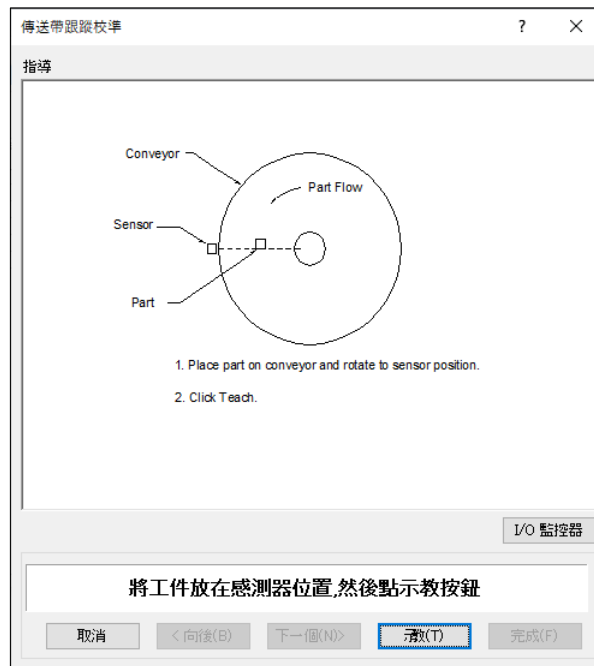 傳送帶跟蹤校準
?
指導
Conveyor
Part Flow
Sensor
Part
1. Place part on conveyor and rotate to sensor position.
2. Click Teach.
I/O 監控器
將工件放在感測器位置,然後點示教按鈕
取消
< 向後(B)
下一個(N)>
示教(T)
完成(F)